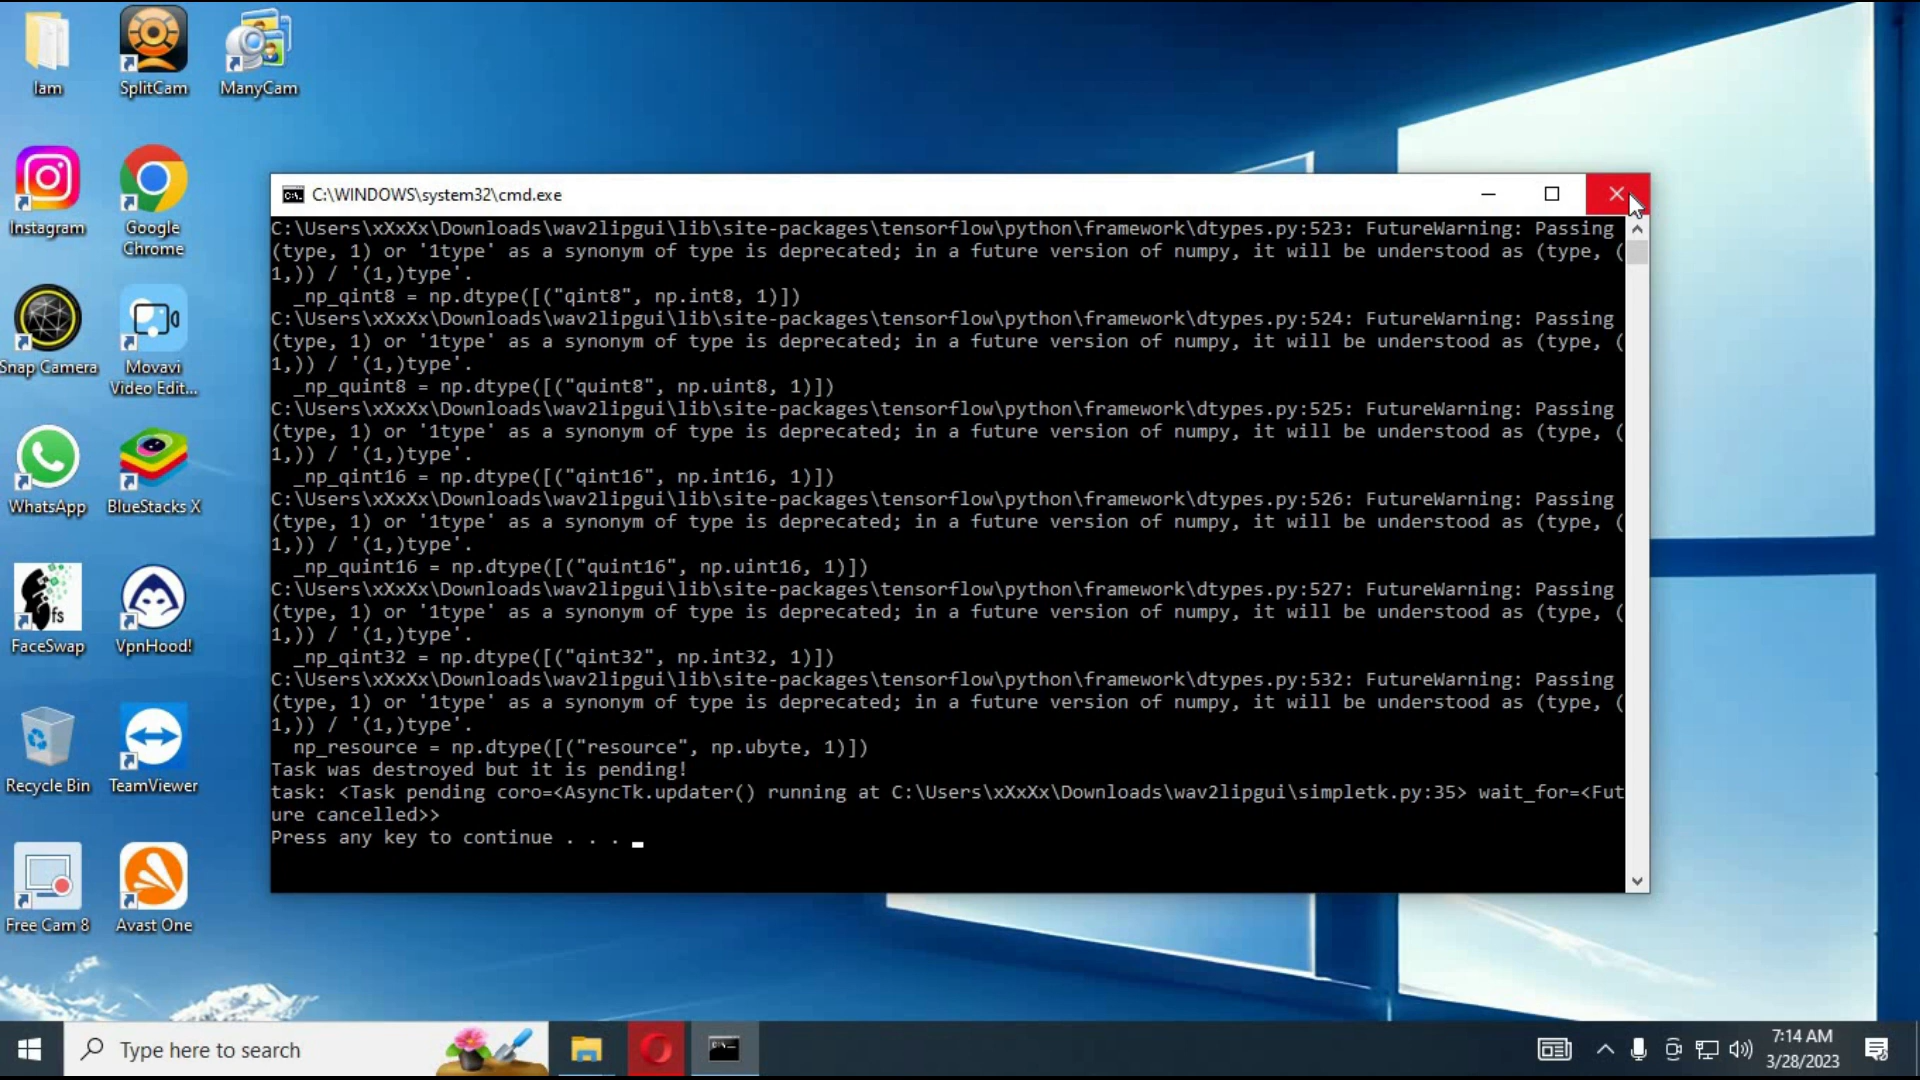 Iam
SplitCam
ManyCam
Instagram
Google
Chrome
Snap Camera
Movavi
Video Edit...
WhatsApp
BlueStacks X
fs
FaceSwap
VpnHood!
Recycle Bin
TeamViewer
Free Cam 8
Avast One
C:\WINDOWS\system32\cmd.exe
C:\Users\xXxXx\Downloads\wav2lipgui\lib\site-packages\tensorflow\python\framework\dtypes.py:523: FutureWarning: Passing
(type, 1) or '1type' as a synonym of type is deprecated; in a future version of numpy, it will be understood as (type, (
1,)) / '(1,)type'.
_np_qint8 = np.dtype([("qint8", np.int8, 1)])
C:\Users\xXxXx\Downloads\wav2lipgui\lib\site-packages\tensorflow\python\framework\dtypes.py:524: FutureWarning: Passing
(type, 1) or '1type' as a synonym of type is deprecated; in a future version of numpy, it will be understood as (type, (
1,)) / '(1,)type'.
_np_quint8 = np.dtype([("quint8", np.uint8, 1)])
C:\Users\xXxXx\Downloads\wav2lipgui\lib\site-packages\tensorflow\python\framework\dtypes.py:525: FutureWarning: Passing
(type, 1) or '1type' as a synonym of type is deprecated; in a future version of numpy, it will be understood as (type, (
1,)) / '(1,)type'.
_np_qint16 = np.dtype([("qint16", np.int16, 1)])
C:\Users\xXxXx\Downloads\wav2lipgui\lib\site-packages\tensorflow\python\framework\dtypes.py:526: FutureWarning: Passing
(type, 1) or '1type' as a synonym of type is deprecated; in a future version of numpy, it will be understood as (type, (
1,)) / '(1,)type'.
_np_quint16 = np.dtype([("quint16", np.uint16, 1)])
C:\Users\xXxXx\Downloads\wav2lipgui\lib\site-packages\tensorflow\python\framework\dtypes.py:527: FutureWarning: Passing
(type, 1) or '1type' as a synonym of type is deprecated; in a future version of numpy, it will be understood as (type, (
1,)) / '(1,)type'.
_np_qint32 = np.dtype([("qint32", np.int32, 1)])
C:\Users\xXxXx\Downloads\wav2lipgui\lib\site-packages\tensorflow\python\framework\dtypes.py:532: FutureWarning: Passing
(type, 1) or '1type' as a synonym of type is deprecated; in a future version of numpy, it will be understood as (type, (
1,)) / '(1,)type'.
np_resource = np.dtype([("resource", np.ubyte, 1)])
Task was destroyed but it is pending!
task: <Task pending coro=<AsyncTk.updater() running at C:\Users\xXxXx\Downloads\wav2lipgui\simpletk.py:35> wait_for=<Fut
ure cancelled>>
Press any key to continue . . .
Type here to search
7:14 AM
3/28/2023